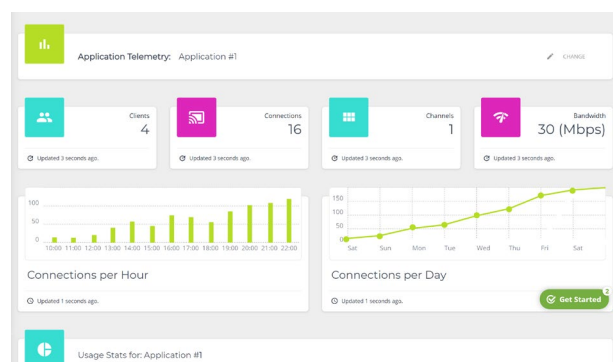 Application Telemetry: Application #1
CHANGE
Clients
4
Updated 3 seconds ago.
Connections
16
Updated 3 seconds ago.
Channels
1
Updated 3 seconds ago.
Bandwidth
30 (Mbps)
Updated 3 seconds ago.
100
50
0
10:00 11:00 12:00 13:00 14:00 15:00 16:00 17:00 18:00 19:00 20:00 21:00 22:00
Connections per Hour
Updated 1 seconds ago.
150
100
50
0
Sat Sun Mon Tue Wed Thu Fri Sat
Connections per Day
Updated 1 seconds ago.
Get Started
2
Usage Stats for: Application #1